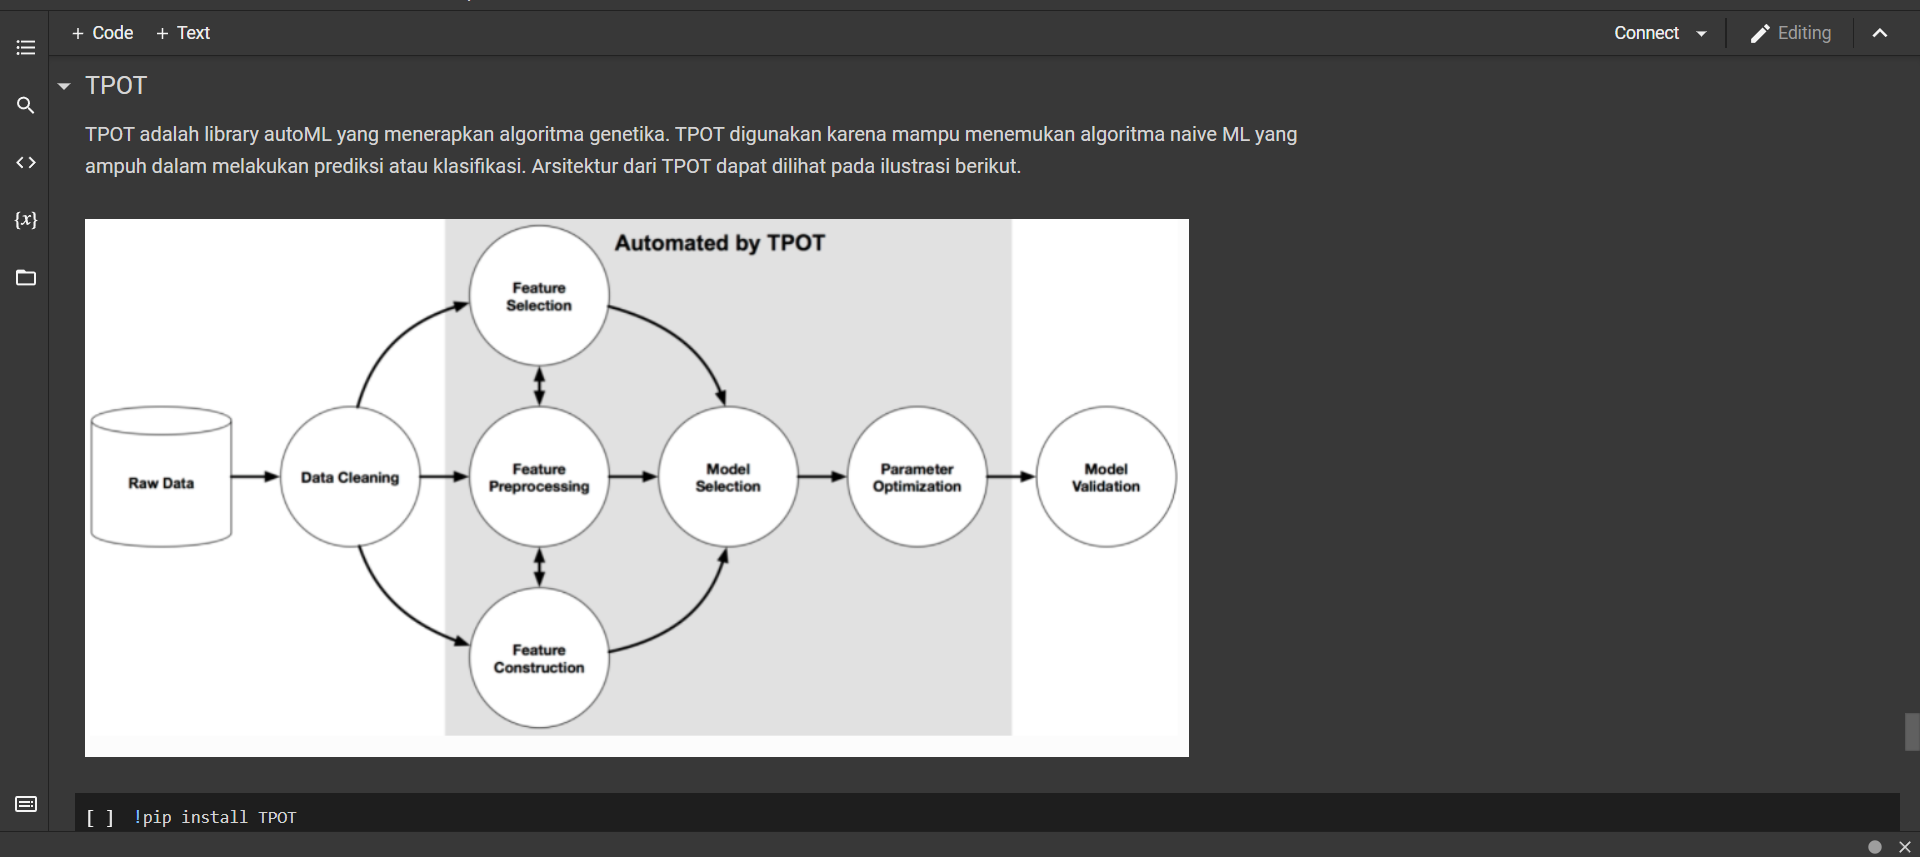 + Code + Text
Connect
Editing
TPOT
TPOT adalah library autoML yang menerapkan algoritma genetika. TPOT digunakan karena mampu menemukan algoritma naive ML yang
ampuh dalam melakukan prediksi atau klasifikasi. Arsitektur dari TPOT dapat dilihat pada ilustrasi berikut.
Automated by TPOT
Feature
Selection
Raw Data
Data Cleaning
Feature
Preprocessing
Model
Selection
Parameter
Optimization
Model
Validation
Feature
Construction
[ ] !pip install TPOT
{x}